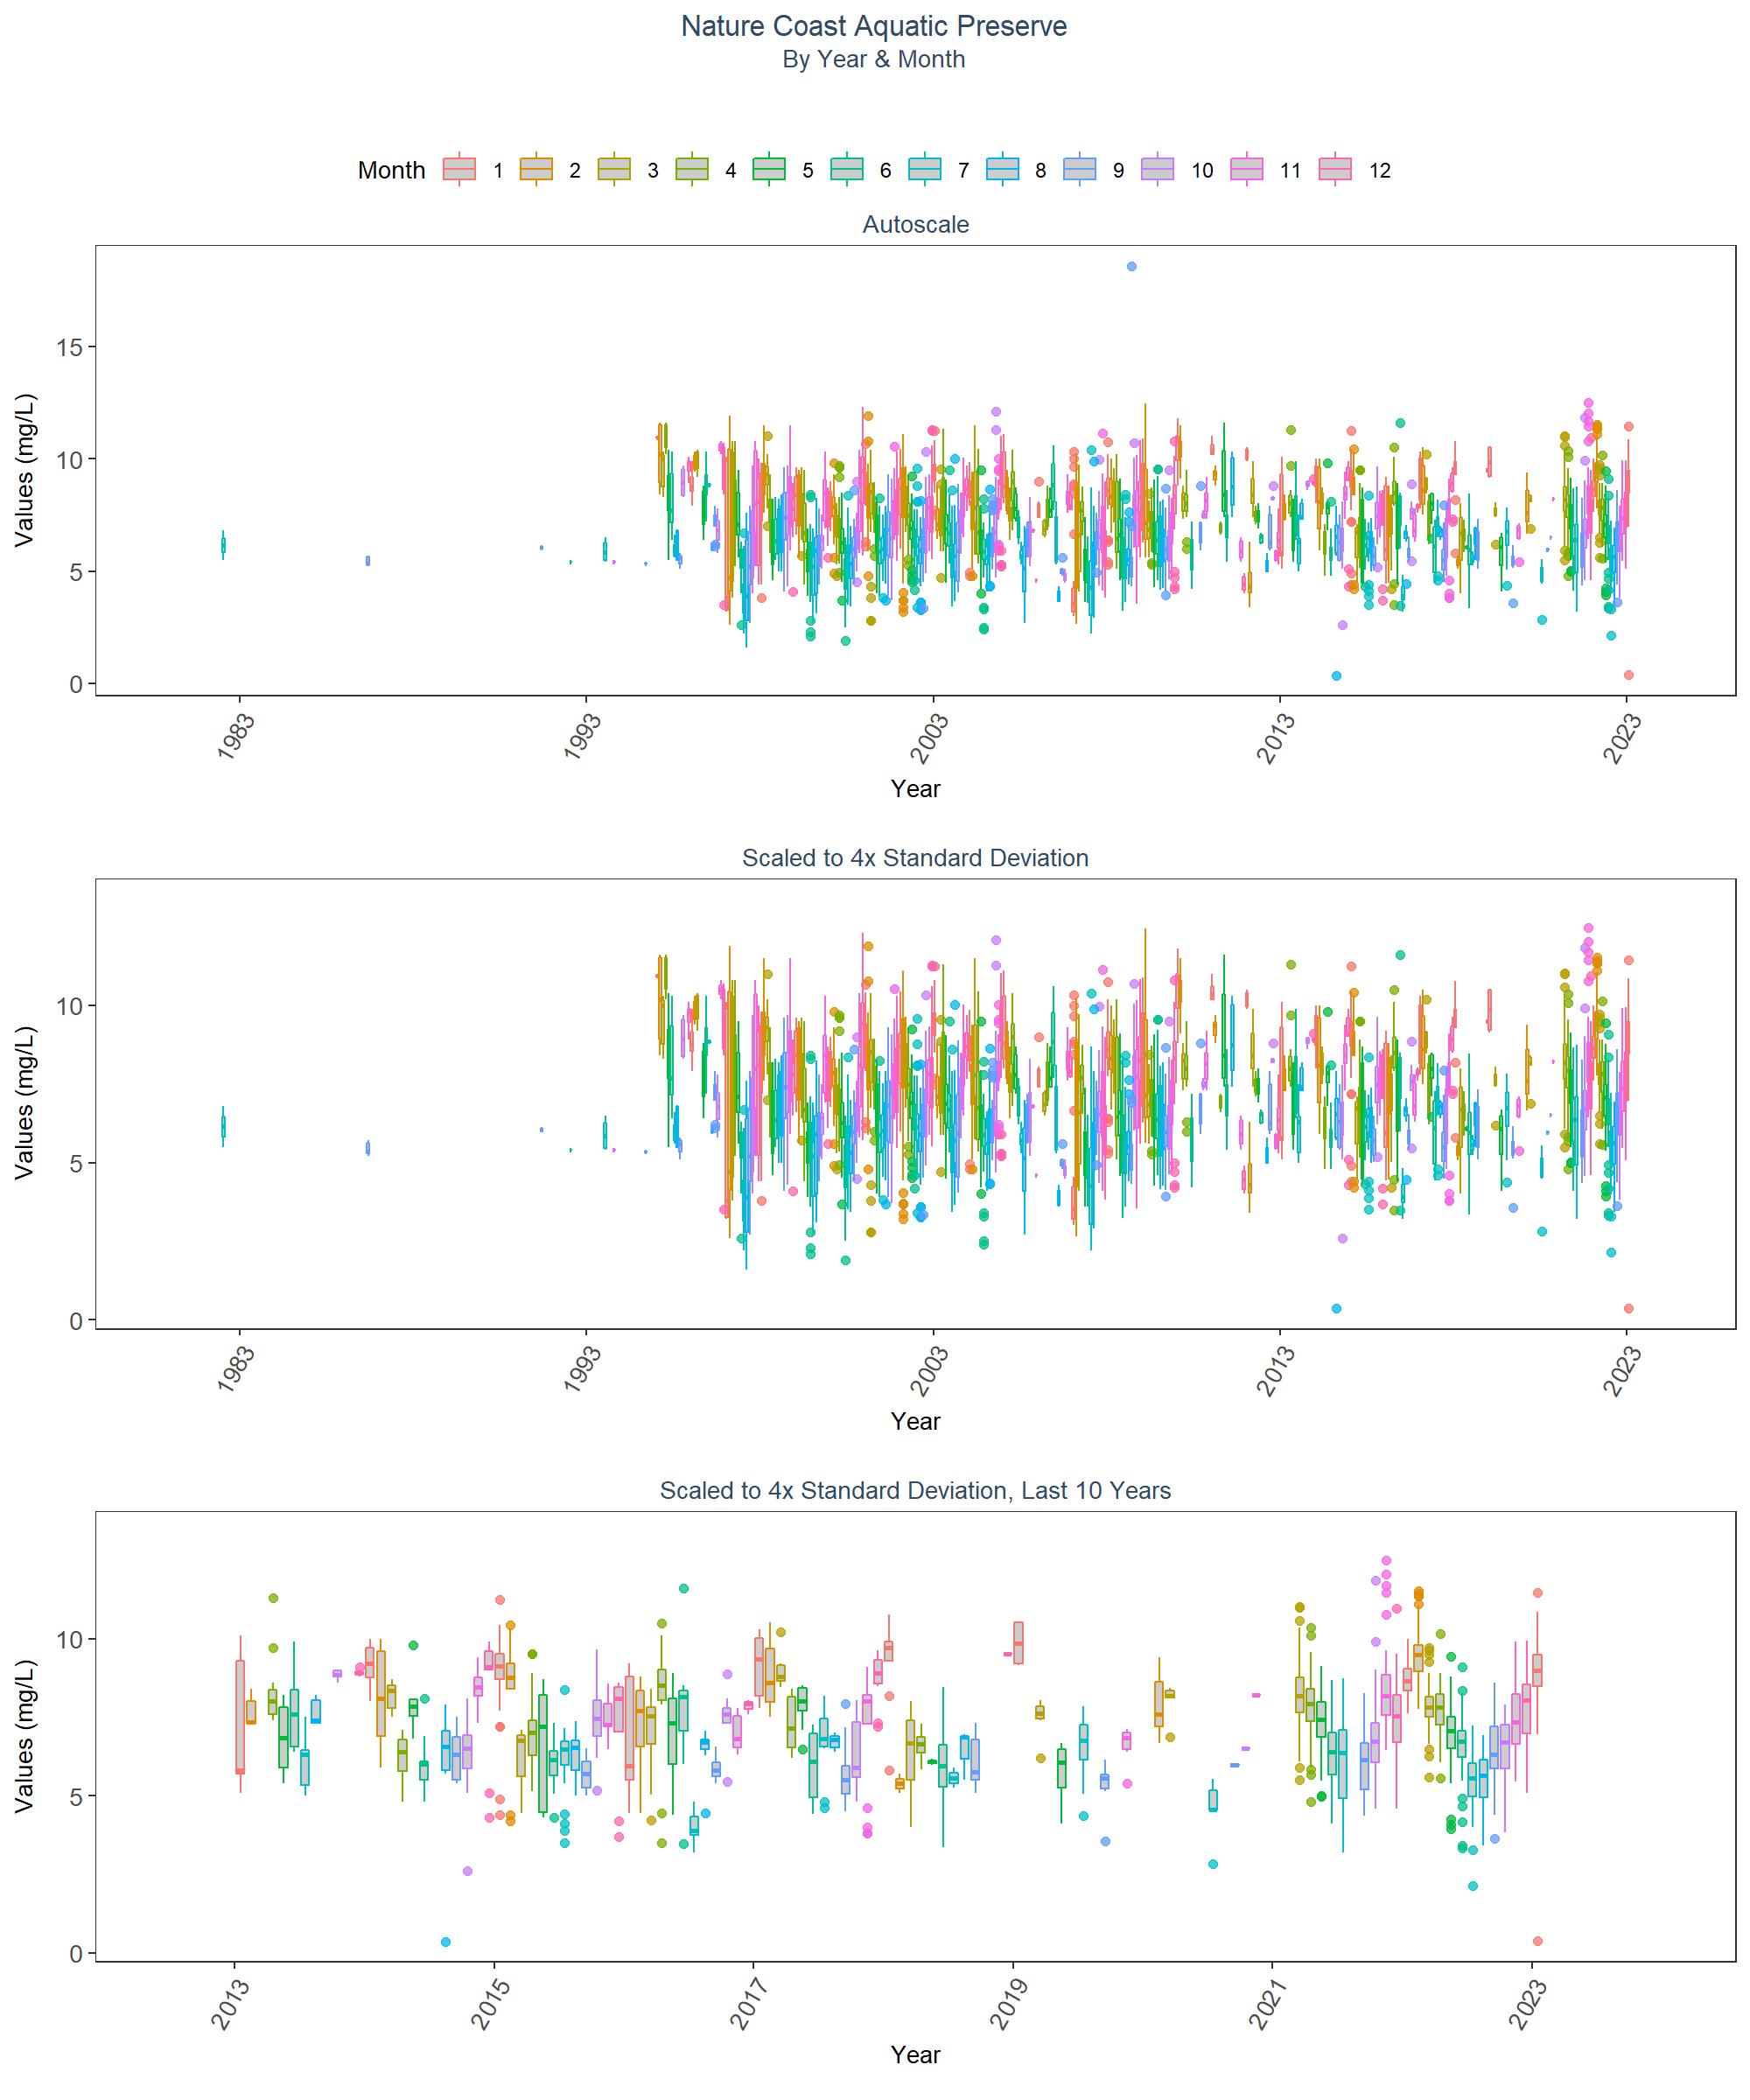 Nature Coast Aquatic Preserve
By Year & Month
Month 1 2 3 4 5 6 7 8 9 10 11 12
Autoscale
Values (mg/L)
15
10
5
0
1983 1993 2003 2013 2023
Year
Scaled to 4x Standard Deviation
Values (mg/L)
10
5
0
1983 1993 2003 2013 2023
Year
Scaled to 4x Standard Deviation, Last 10 Years
Values (mg/L)
10
5
0
2013 2015 2017 2019 2021 2023
Year